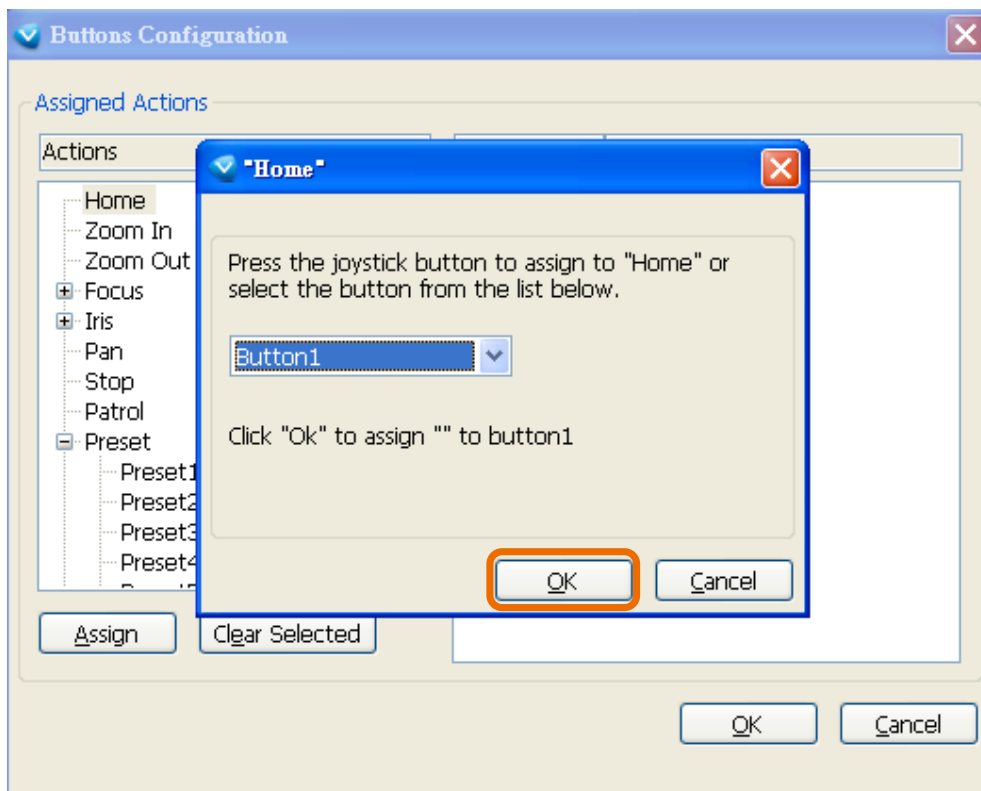 Buttons Configuration
Assigned Actions
Actions
Home
Zoom In
Zoom Out
Focus
Iris
Pan
Stop
Patrol
Preset
Preset1
Preset2
Preset3
Preset4
"Home"
Press the joystick button to assign to "Home" or
select the button from the list below.
Button1
Click "Ok" to assign "" to button1
OK
Cancel
Assign
Clear Selected
OK
Cancel